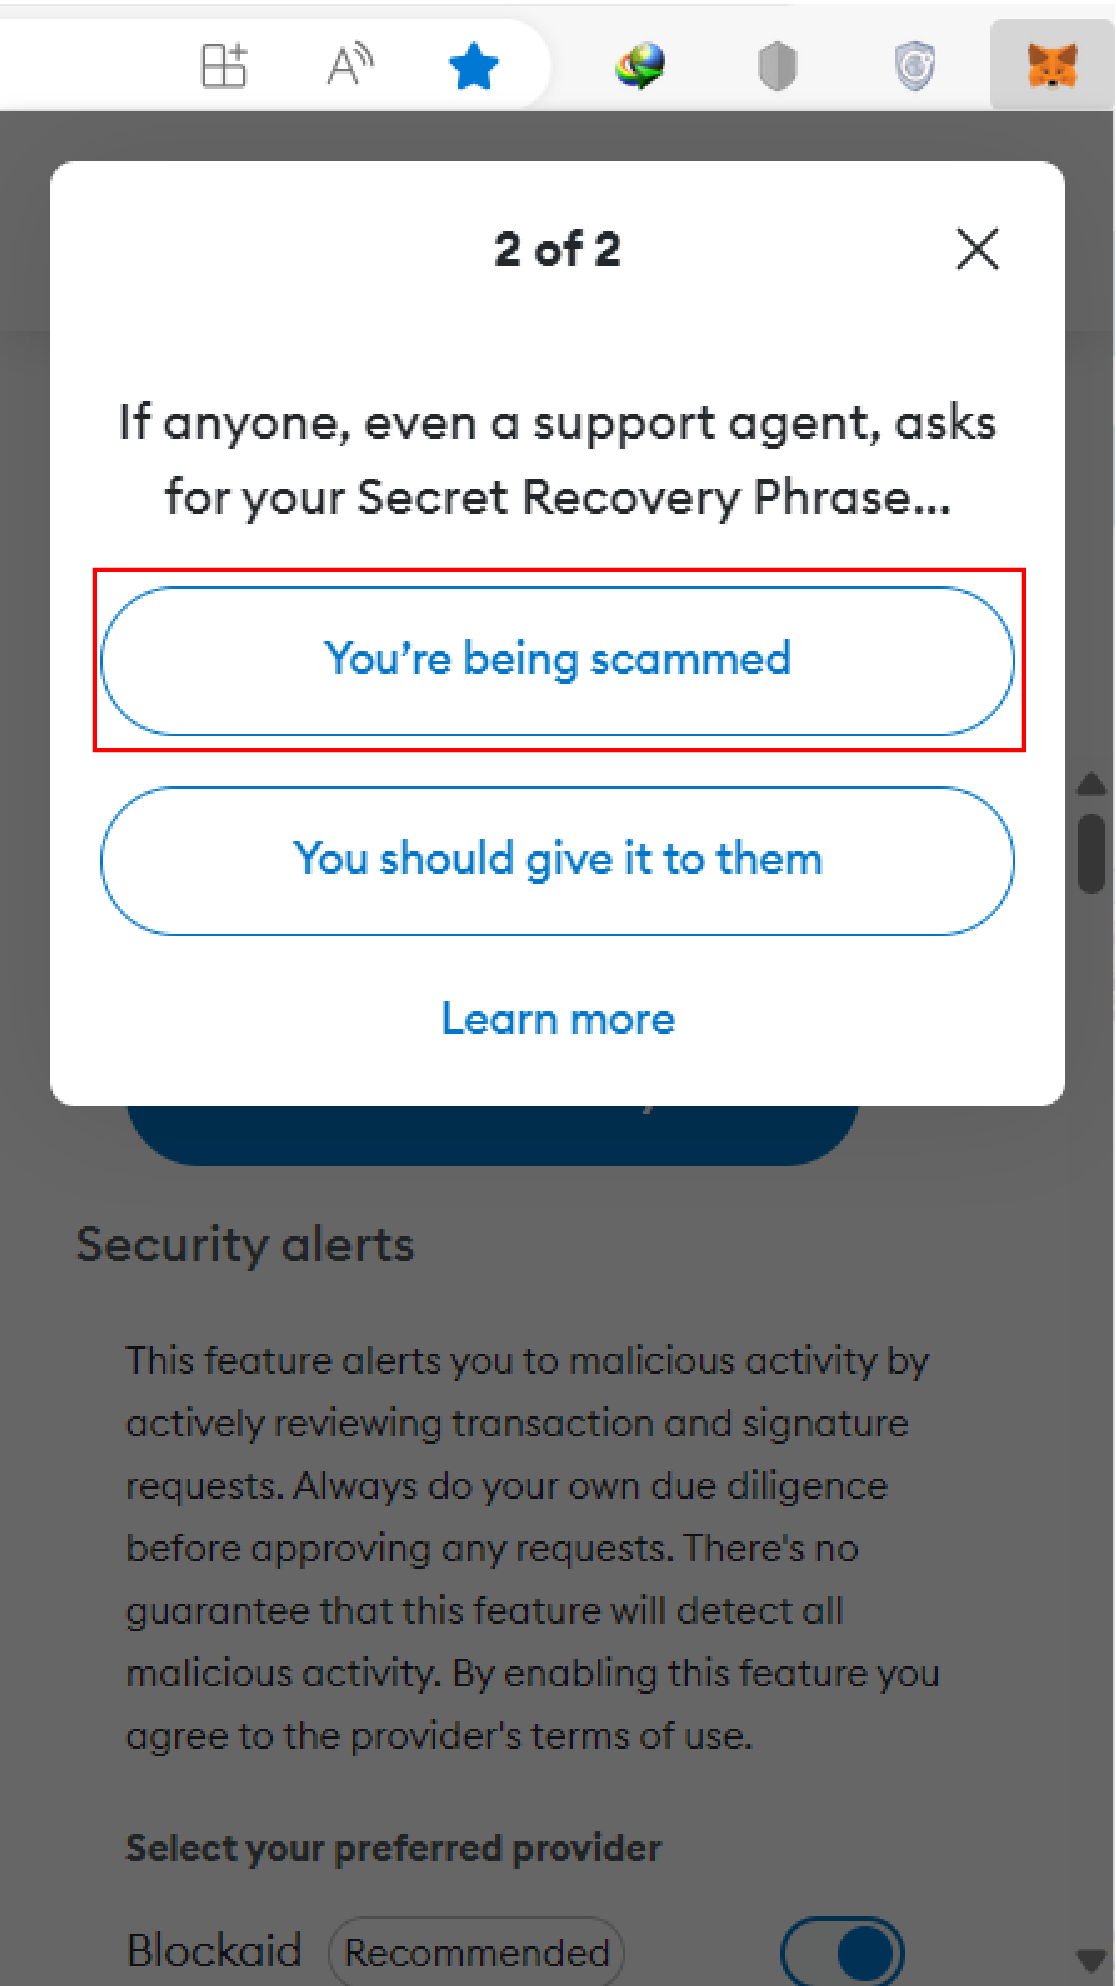 2 of 2
If anyone, even a support agent, asks
for your Secret Recovery Phrase...
You're being scammed
You should give it to them
Learn more
Security alerts
This feature alerts you to malicious activity by
actively reviewing transaction and signature
requests. Always do your own due diligence
before approving any requests. There's no
guarantee that this feature will detect all
malicious activity. By enabling this feature you
agree to the provider's terms of use.
Select your preferred provider
Blockaid Recommended